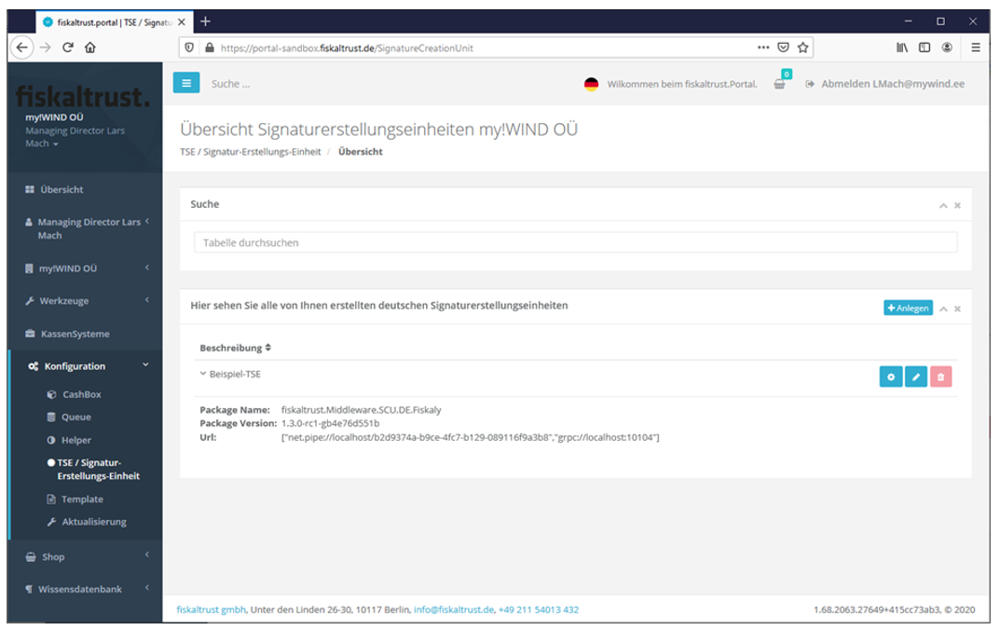 fiskaltrust.portal | TSE / Signatu
https://portal-sandbox.fiskaltrust.de/SignatureCreationUnit
fiskaltrust.
my!WIND OÜ
Managing Director Lars
Mach
Suche ...
Wilkommen beim fiskaltrust.Portal.
0
Abmelden LMach@mywind.ee
Übersicht Signaturerstellungseinheiten my!WIND OÜ
TSE / Signatur-Erstellungs-Einheit / Übersicht
Übersicht
Managing Director Lars
Mach
my!WIND OÜ
Werkzeuge
KassenSysteme
Konfiguration
CashBox
Queue
Helper
TSE / Signatur-
Erstellungs-Einheit
Template
Aktualisierung
Shop
Wissensdatenbank
Suche
Tabelle durchsuchen
Hier sehen Sie alle von Ihnen erstellten deutschen Signaturerstellungseinheiten
+Anlegen
Beschreibung
Beispiel-TSE
Package Name: fiskaltrust.Middleware.SCU.DE.Fiskaly
Package Version: 1.3.0-rc1-gb4e76d551b
Url: ["net.pipe://localhost/b2d9374a-b9ce-4fc7-b129-089116f9a3b8","grpc://localhost:10104"]
fiskaltrust gmbh, Unter den Linden 26-30, 10117 Berlin, info@fiskaltrust.de, +49 211 54013 432
1.68.2063.27649+415cc73ab3, © 2020